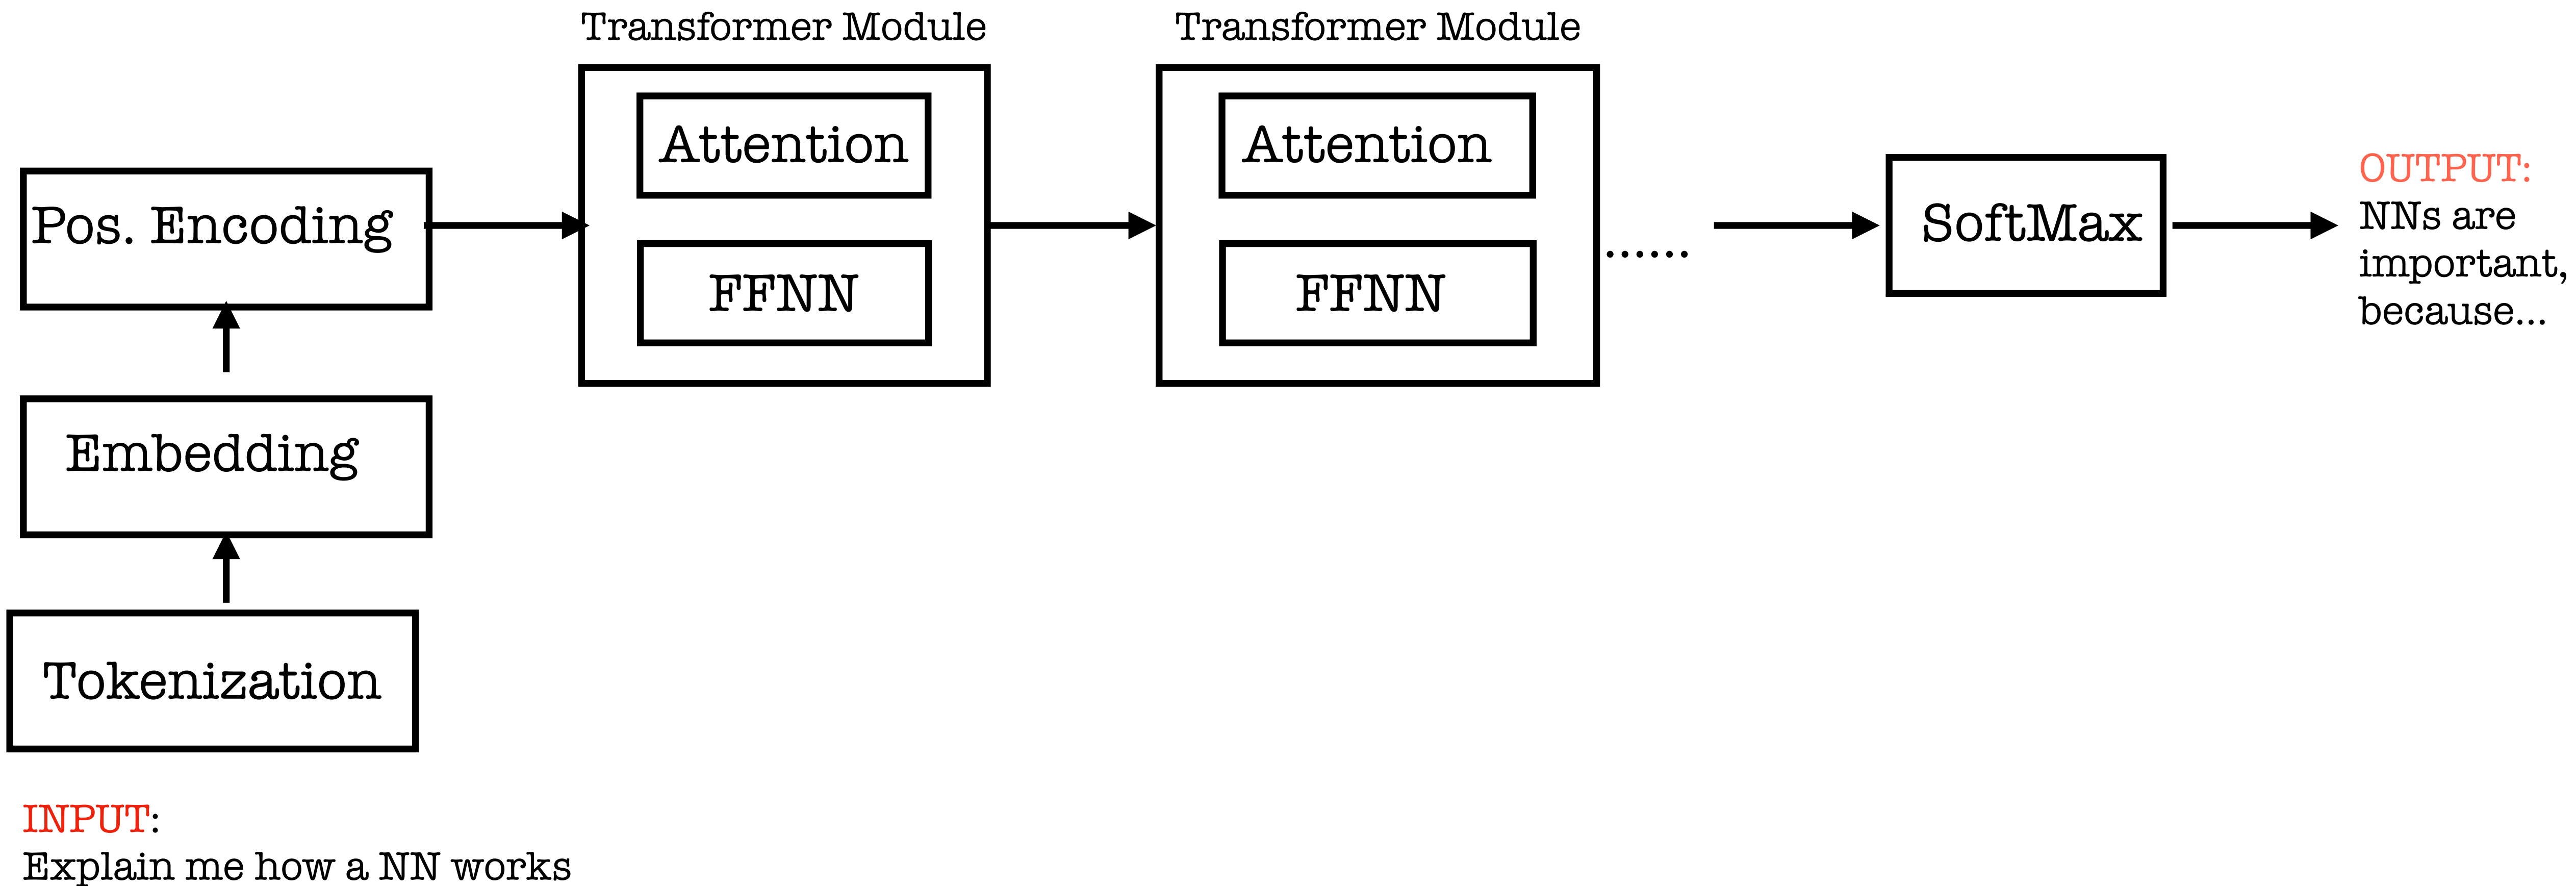 Transformer Module
Transformer Module
Attention
Attention
Pos. Encoding
FFNN
FFNN
......
SoftMax
OUTPUT:
NNs are
important,
because...
Embedding
Tokenization
INPUT:
Explain me how a NN works